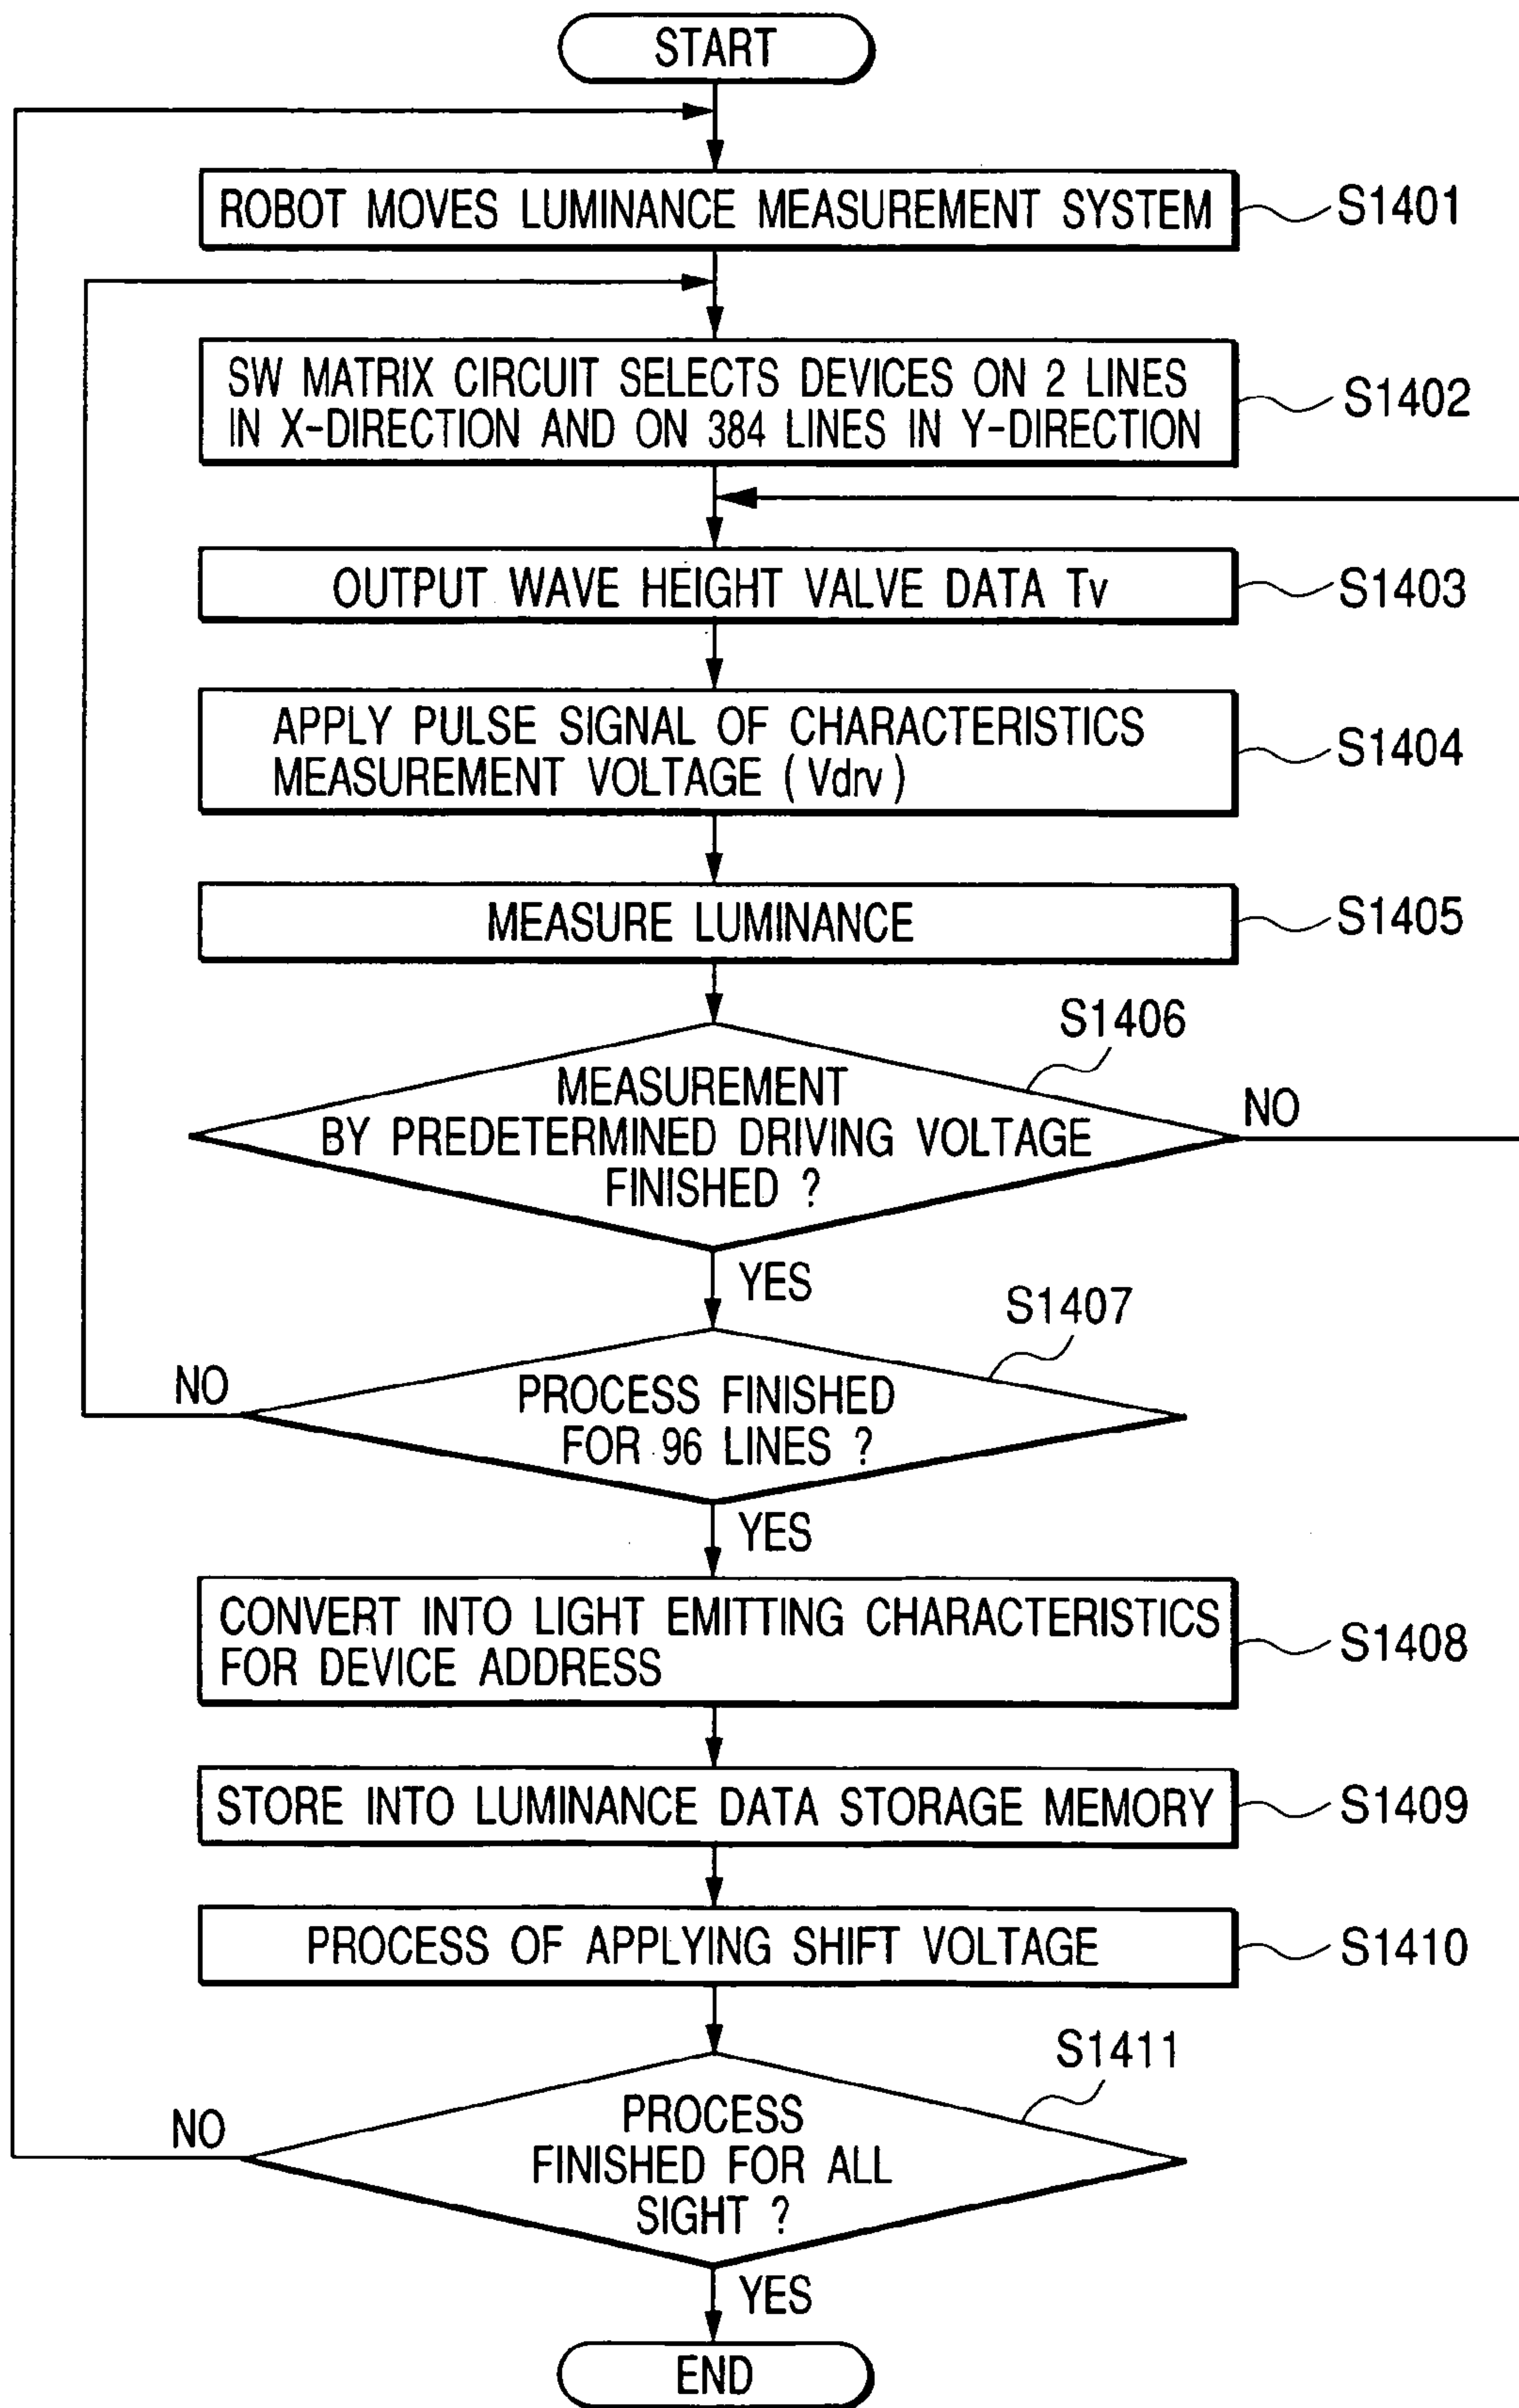 START
ROBOT MOVES LUMINANCE MEASUREMENT SYSTEM
S1401
SW MATRIX CIRCUIT SELECTS DEVICES ON 2 LINES
IN X-DIRECTION AND ON 384 LINES IN Y-DIRECTION
S1402
OUTPUT WAVE HEIGHT VALVE DATA Tv
S1403
APPLY PULSE SIGNAL OF CHARACTERISTICS
MEASUREMENT VOLTAGE (Vdrv)
S1404
MEASURE LUMINANCE
S1405
S1406
MEASUREMENT
BY PREDETERMINED DRIVING VOLTAGE
FINISHED ?
NO
YES
S1407
PROCESS FINISHED
FOR 96 LINES ?
NO
YES
CONVERT INTO LIGHT EMITTING CHARACTERISTICS
FOR DEVICE ADDRESS
S1408
STORE INTO LUMINANCE DATA STORAGE MEMORY
S1409
PROCESS OF APPLYING SHIFT VOLTAGE
S1410
S1411
PROCESS
FINISHED FOR ALL
SIGHT ?
NO
YES
END